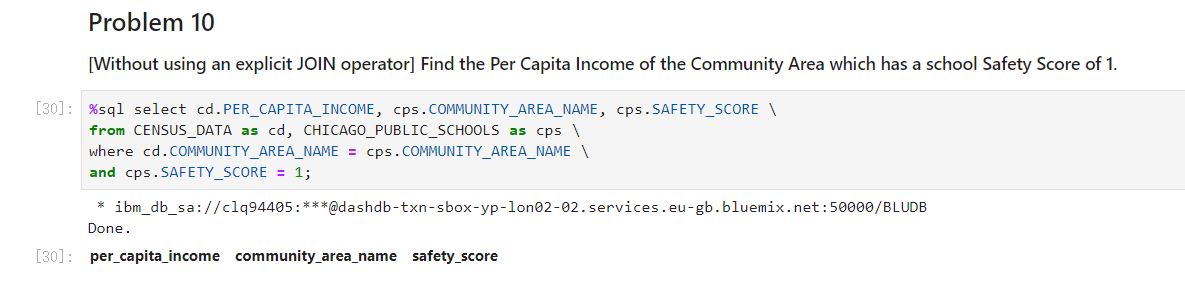 Problem 10
[Without using an explicit JOIN operator] Find the Per Capita Income of the Community Area which has a school Safety Score of 1.
[30]: %sql select cd.PER_CAPITA_INCOME, cps.COMMUNITY_AREA_NAME, cps.SAFETY_SCORE \
from CENSUS_DATA as cd, CHICAGO_PUBLIC_SCHOOLS as cps \
where cd.COMMUNITY_AREA_NAME = cps.COMMUNITY_AREA_NAME \
and cps.SAFETY_SCORE = 1;
* ibm_db_sa://clq94405:***@dashdb-txn-sbox-yp-lon02-02.services.eu-gb.bluemix.net:50000/BLUDB
Done.
[30]: per_capita_income community_area_name safety_score